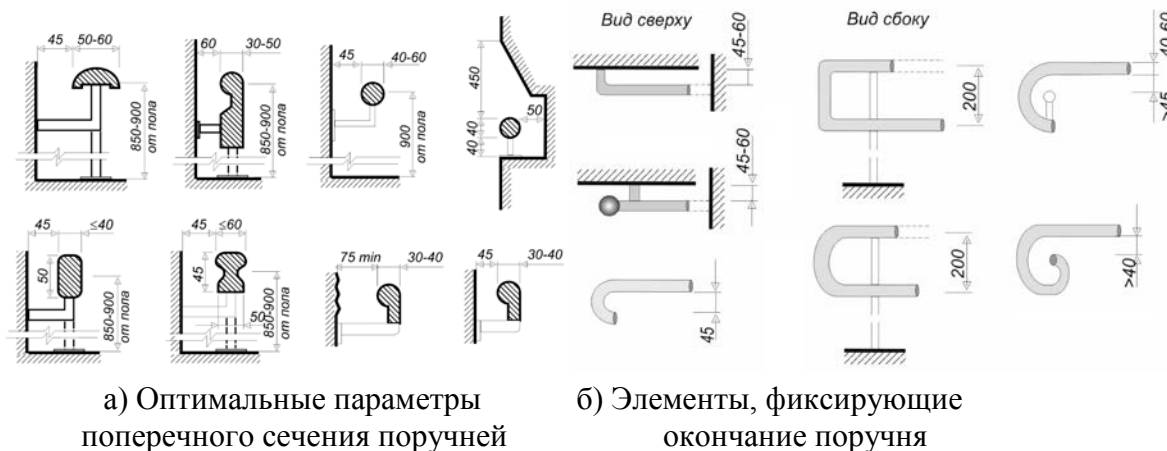 45 50-60
850-900
от пола
60 30-50
850-900
от пола
45 40-60
900
от пола
450
50
40 40
45 ≤40
50
850-900
от пола
45 ≤60
45
50
850-900
от пола
75 min 30-40
45 30-40
Вид сверху
45-60
45-60
45
Вид сбоку
200
40-60
>45
200
>40
а) Оптимальные параметры
поперечного сечения поручней
б) Элементы, фиксирующие
окончание поручня